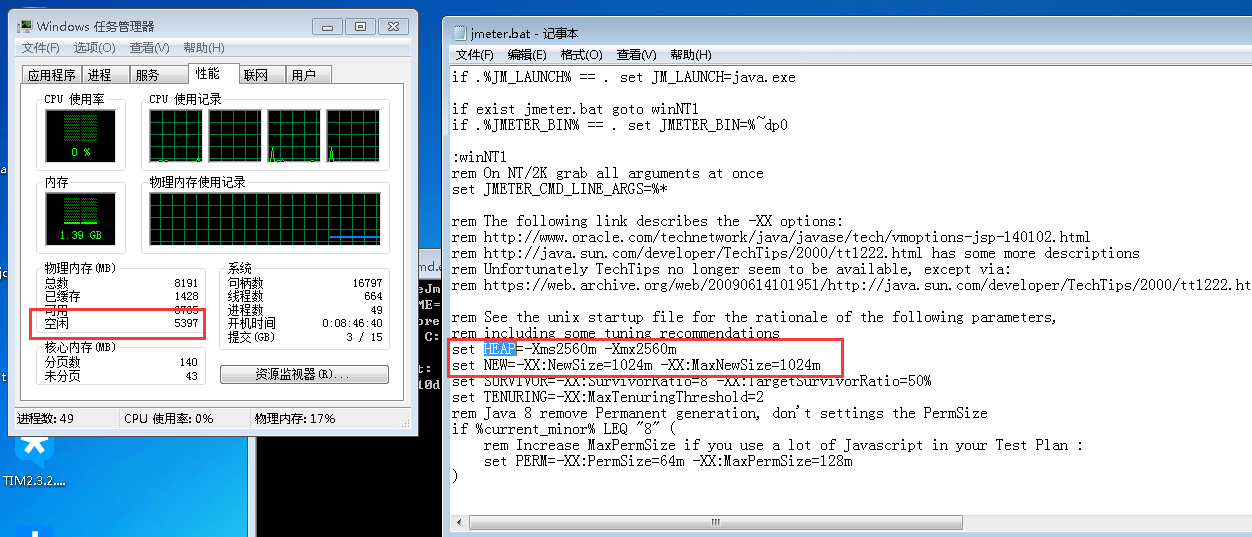 Windows 任务管理器
文件(F) 选项(O) 查看(V) 帮助(H)
应用程序 进程 服务 性能 联网 用户
CPU 使用率
CPU 使用记录
0 %
内存
物理内存使用记录
1.39 GB
物理内存(MB)
总数 8191
已缓存 1428
可用
空闲 5397
系统
句柄数 16797
线程数 664
进程数 49
开机时间 0:08:46:40
提交(GB) 3 / 15
核心内存(MB)
分页数 140
未分页 43
资源监视器(R)...
进程数: 49 CPU 使用率: 0% 物理内存: 17%
TIM2.3.2....
jmeter.bat - 记事本
文件(F) 编辑(E) 格式(O) 查看(V) 帮助(H)
if .%JM_LAUNCH% == . set JM_LAUNCH=java.exe
if exist jmeter.bat goto winNT1
if .%JMETER_BIN% == . set JMETER_BIN=%~dp0
:winNT1
rem On NT/2K grab all arguments at once
set JMETER_CMD_LINE_ARGS=%*
rem The following link describes the -XX options:
rem http://www.oracle.com/technetwork/java/javase/tech/vmoptions-jsp-140102.html
rem http://java.sun.com/developer/TechTips/2000/tt1222.html has some more descriptions
rem Unfortunately TechTips no longer seem to be available, except via:
rem https://web.archive.org/web/20090614101951/http://java.sun.com/developer/TechTips/2000/tt1222.ht
rem See the unix startup file for the rationale of the following parameters,
rem including some tuning recommendations
set HEAP=-Xms2560m -Xmx2560m
set NEW=-XX:NewSize=1024m -XX:MaxNewSize=1024m
set SURVIVOR=-XX:SurvivorRatio=8 -XX:TargetSurvivorRatio=50%
set TENURING=-XX:MaxTenuringThreshold=2
rem Java 8 remove Permanent generation, don't settings the PermSize
if %current_minor% LEQ "8" (
rem Increase MaxPermSize if you use a lot of Javascript in your Test Plan :
set PERM=-XX:PermSize=64m -XX:MaxPermSize=128m
)